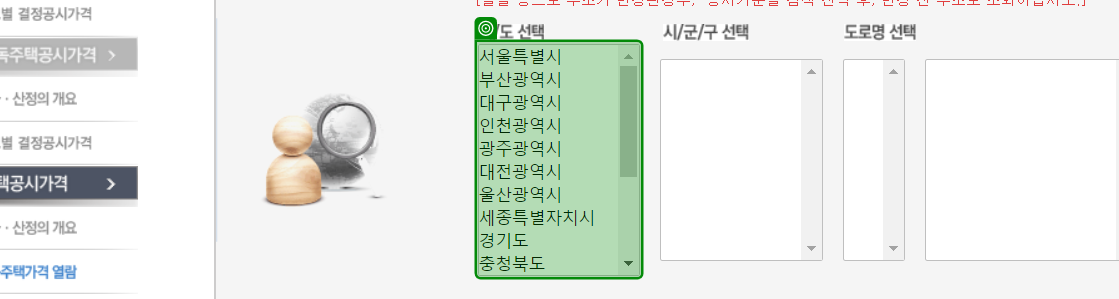 별 결정공시가격
독주택공시가격
· 산정의 개요
별 결정공시가격
택공시가격
· 산정의 개요
주택가격 열람
/도 선택
시/군/구 선택
도로명 선택
서울특별시
부산광역시
대구광역시
인천광역시
광주광역시
대전광역시
울산광역시
세종특별자치시
경기도
충청북도